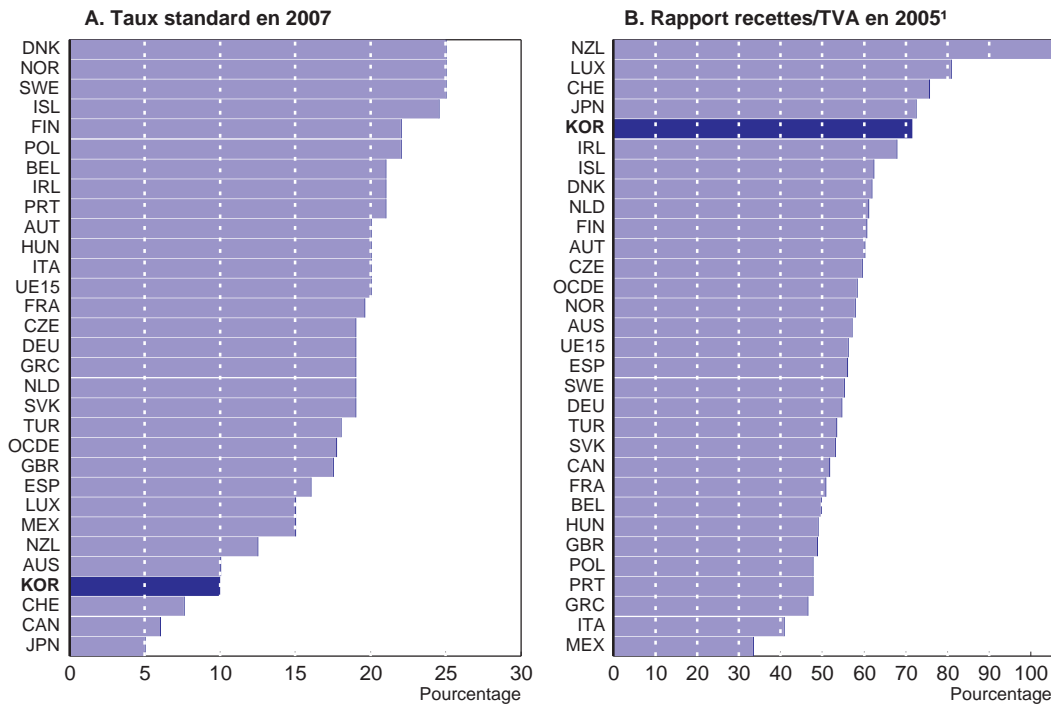 A. Taux standard en 2007
DNK
NOR
SWE
ISL
FIN
POL
BEL
IRL
PRT
AUT
HUN
ITA
UE15
FRA
CZE
DEU
GRC
NLD
SVK
TUR
OCDE
GBR
ESP
LUX
MEX
NZL
AUS
KOR
CHE
CAN
JPN
0 5 10 15 20 25 30
Pourcentage
B. Rapport recettes/TVA en 2005¹
NZL
LUX
CHE
JPN
KOR
IRL
ISL
DNK
NLD
FIN
AUT
CZE
OCDE
NOR
AUS
UE15
ESP
SWE
DEU
TUR
SVK
CAN
FRA
BEL
HUN
GBR
POL
PRT
GRC
ITA
MEX
0 10 20 30 40 50 60 70 80 90 100
Pourcentage